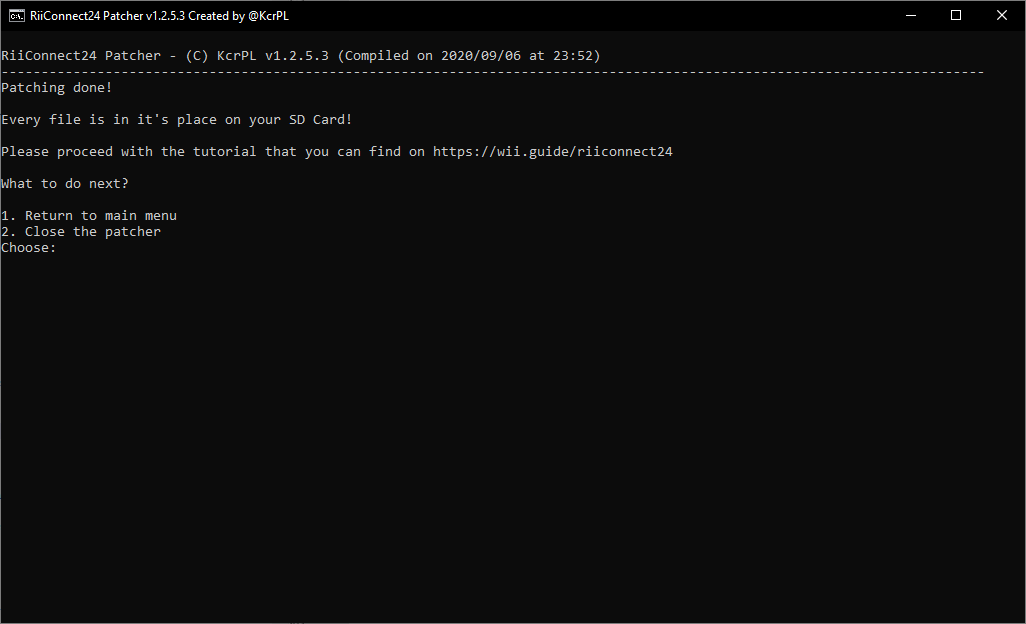 RiiConnect24 Patcher v1.2.5.3 Created by @KcrPL
RiiConnect24 Patcher - (C) KcrPL v1.2.5.3 (Compiled on 2020/09/06 at 23:52)
---------------------------------------------------------------------------------------------------------------------------
Patching done!
Every file is in it's place on your SD Card!
Please proceed with the tutorial that you can find on https://wii.guide/riiconnect24
What to do next?
1. Return to main menu
2. Close the patcher
Choose: